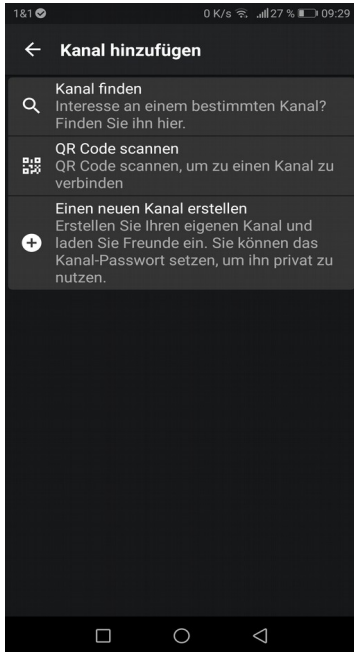 1&1 0 K/s 27 % 09:29
Kanal hinzufügen
Kanal finden
Interesse an einem bestimmten Kanal?
Finden Sie ihn hier.
QR Code scannen
QR Code scannen, um zu einen Kanal zu
verbinden
Einen neuen Kanal erstellen
Erstellen Sie Ihren eigenen Kanal und
laden Sie Freunde ein. Sie können das
Kanal-Passwort setzen, um ihn privat zu
nutzen.